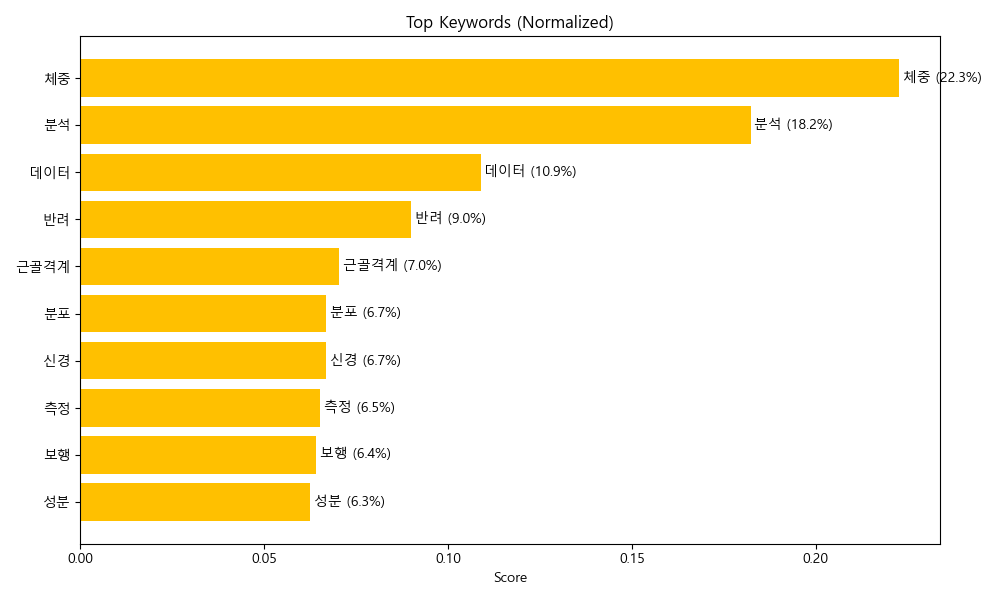 Top Keywords (Normalized)
체중 체중 (22.3%)
분석 분석 (18.2%)
데이터 데이터 (10.9%)
반려 반려 (9.0%)
근골격계 근골격계 (7.0%)
분포 분포 (6.7%)
신경 신경 (6.7%)
측정 측정 (6.5%)
보행 보행 (6.4%)
성분 성분 (6.3%)
0.00 0.05 0.10 0.15 0.20
Score